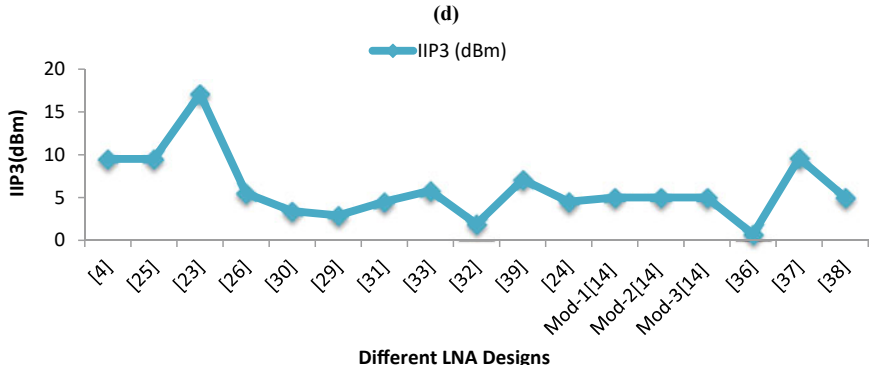 (d)
IIP3 (dBm)
20
15
10
5
0
IIP3(dBm)
[4]
[25]
[23]
[26]
[30]
[29]
[31]
[33]
[32]
[39]
[24]
Mod-1[14]
Mod-2[14]
Mod-3[14]
[36]
[37]
[38]
Different LNA Designs